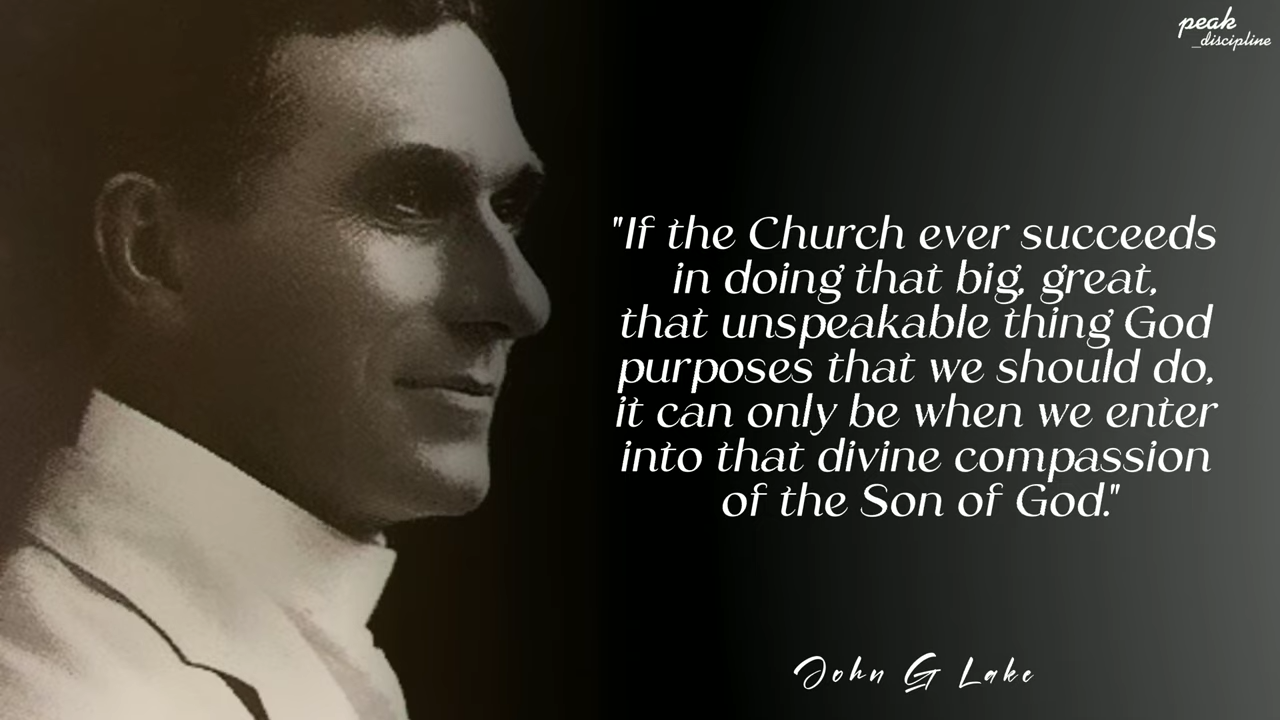 peak
_discipline
"If the Church ever succeeds
in doing that big, great,
that unspeakable thing God
purposes that we should do,
it can only be when we enter
into that divine compassion
of the Son of God."
John G Lake